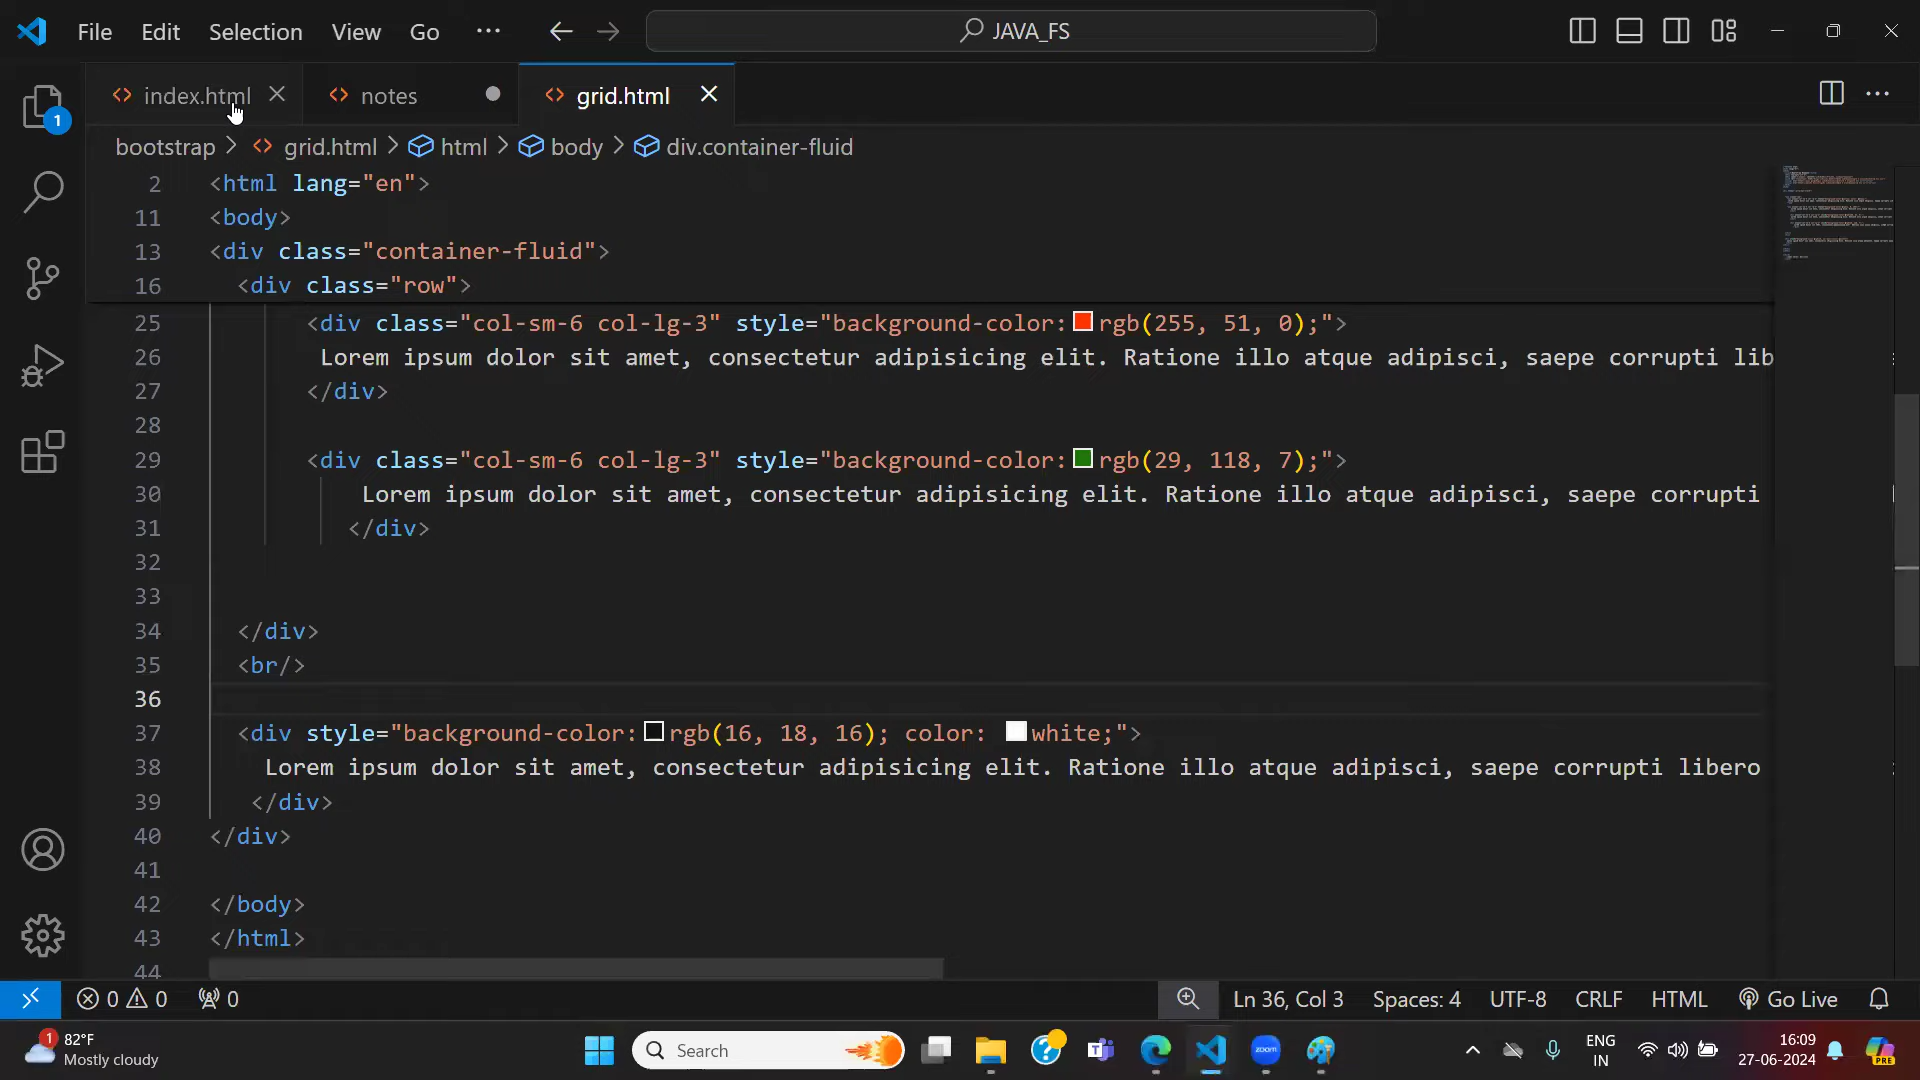 File Edit Selection View Go ··· JAVA_FS
1
index.html notes grid.html
bootstrap > grid.html > html > body > div.container-fluid
2 <html lang="en">
11 <body>
13 <div class="container-fluid">
16 <div class="row">
25 <div class="col-sm-6 col-lg-3" style="background-color:rgb(255, 51, 0);">
26 Lorem ipsum dolor sit amet, consectetur adipisicing elit. Ratione illo atque adipisci, saepe corrupti lib
27 </div>
28
29 <div class="col-sm-6 col-lg-3" style="background-color:rgb(29, 118, 7);">
30 Lorem ipsum dolor sit amet, consectetur adipisicing elit. Ratione illo atque adipisci, saepe corrupti
31 </div>
32
33
34 </div>
35 <br/>
36
37 <div style="background-color:rgb(16, 18, 16); color: white;">
38 Lorem ipsum dolor sit amet, consectetur adipisicing elit. Ratione illo atque adipisci, saepe corrupti libero
39 </div>
40 </div>
41
42 </body>
43 </html>
44
0 0 0 Ln 36, Col 3 Spaces: 4 UTF-8 CRLF HTML Go Live
1 82°F
Mostly cloudy
Search
zoom
ENG
IN
16:09
27-06-2024
PRE